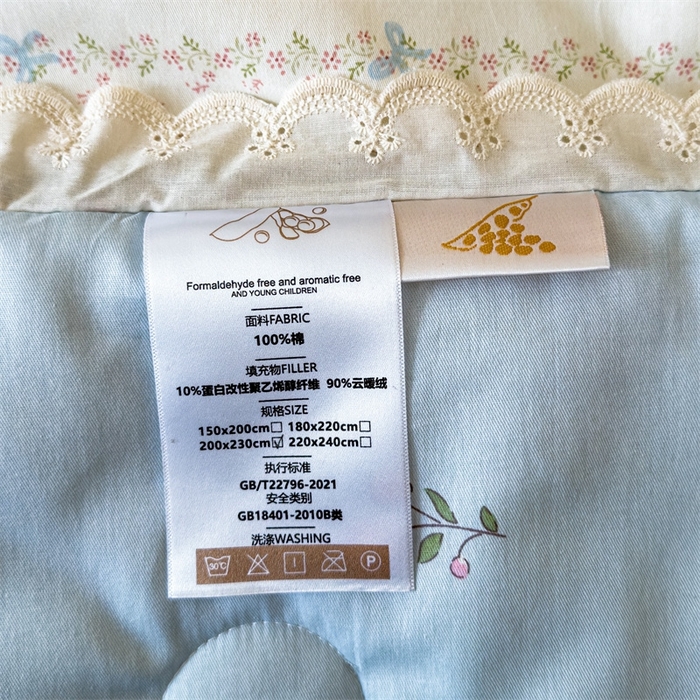 Formaldehyde free and aromatic free
AND YOUNG CHILDREN
面料FABRIC
100%棉
填充物FILLER
10%蛋白改性聚乙烯醇纤维 90%云暖绒
规格SIZE
150x200cm☐ 180x220cm☐
200x230cm☑ 220x240cm☐
执行标准
GB/T22796-2021
安全类别
GB18401-2010B类
洗涤WASHING
30°C P